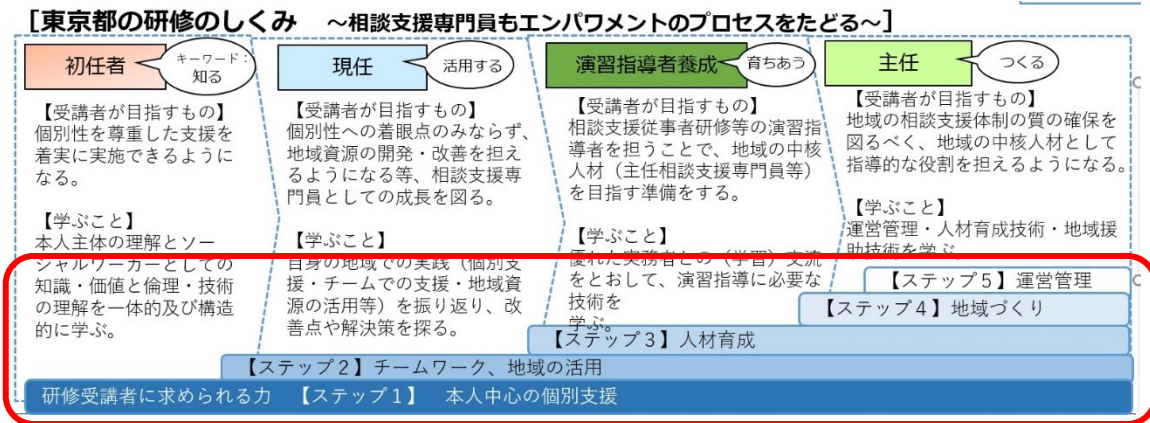 ［東京都の研修のしくみ　～相談支援専門員もエンパワメントのプロセスをたどる～］
初任者
キーワード：
知る
【受講者が目指すもの】
個別性を尊重した支援を
着実に実施できるように
なる。
【学ぶこと】
本人主体の理解とソー
シャルワーカーとしての
知識・価値と倫理・技術
の理解を一体的及び構造
的に学ぶ。
現任
活用する
【受講者が目指すもの】
個別性への着眼点のみならず、
地域資源の開発・改善を担え
るようになる等、相談支援専
門員としての成長を図る。
【学ぶこと】
自身の地域での実践（個別支
援・チームでの支援・地域資
源の活用等）を振り返り、改
善点や解決策を探る。
演習指導者養成
育ちあう
【受講者が目指すもの】
相談支援従事者研修等の演習指
導者を担うことで、地域の中核
人材（主任相談支援専門員等）
を目指す準備をする。
【学ぶこと】
優れた実務者との（学習）交流
をとおして、演習指導に必要な
技術を
学ぶ。
主任
つくる
【受講者が目指すもの】
地域の相談支援体制の質の確保を
図るべく、地域の中核人材として
指導的な役割を担えるようになる。
【学ぶこと】
運営管理・人材育成技術・地域援
助技術を学ぶ。
【ステップ５】運営管理
【ステップ４】地域づくり
【ステップ３】人材育成
【ステップ２】チームワーク、地域の活用
研修受講者に求められる力　【ステップ１】　本人中心の個別支援